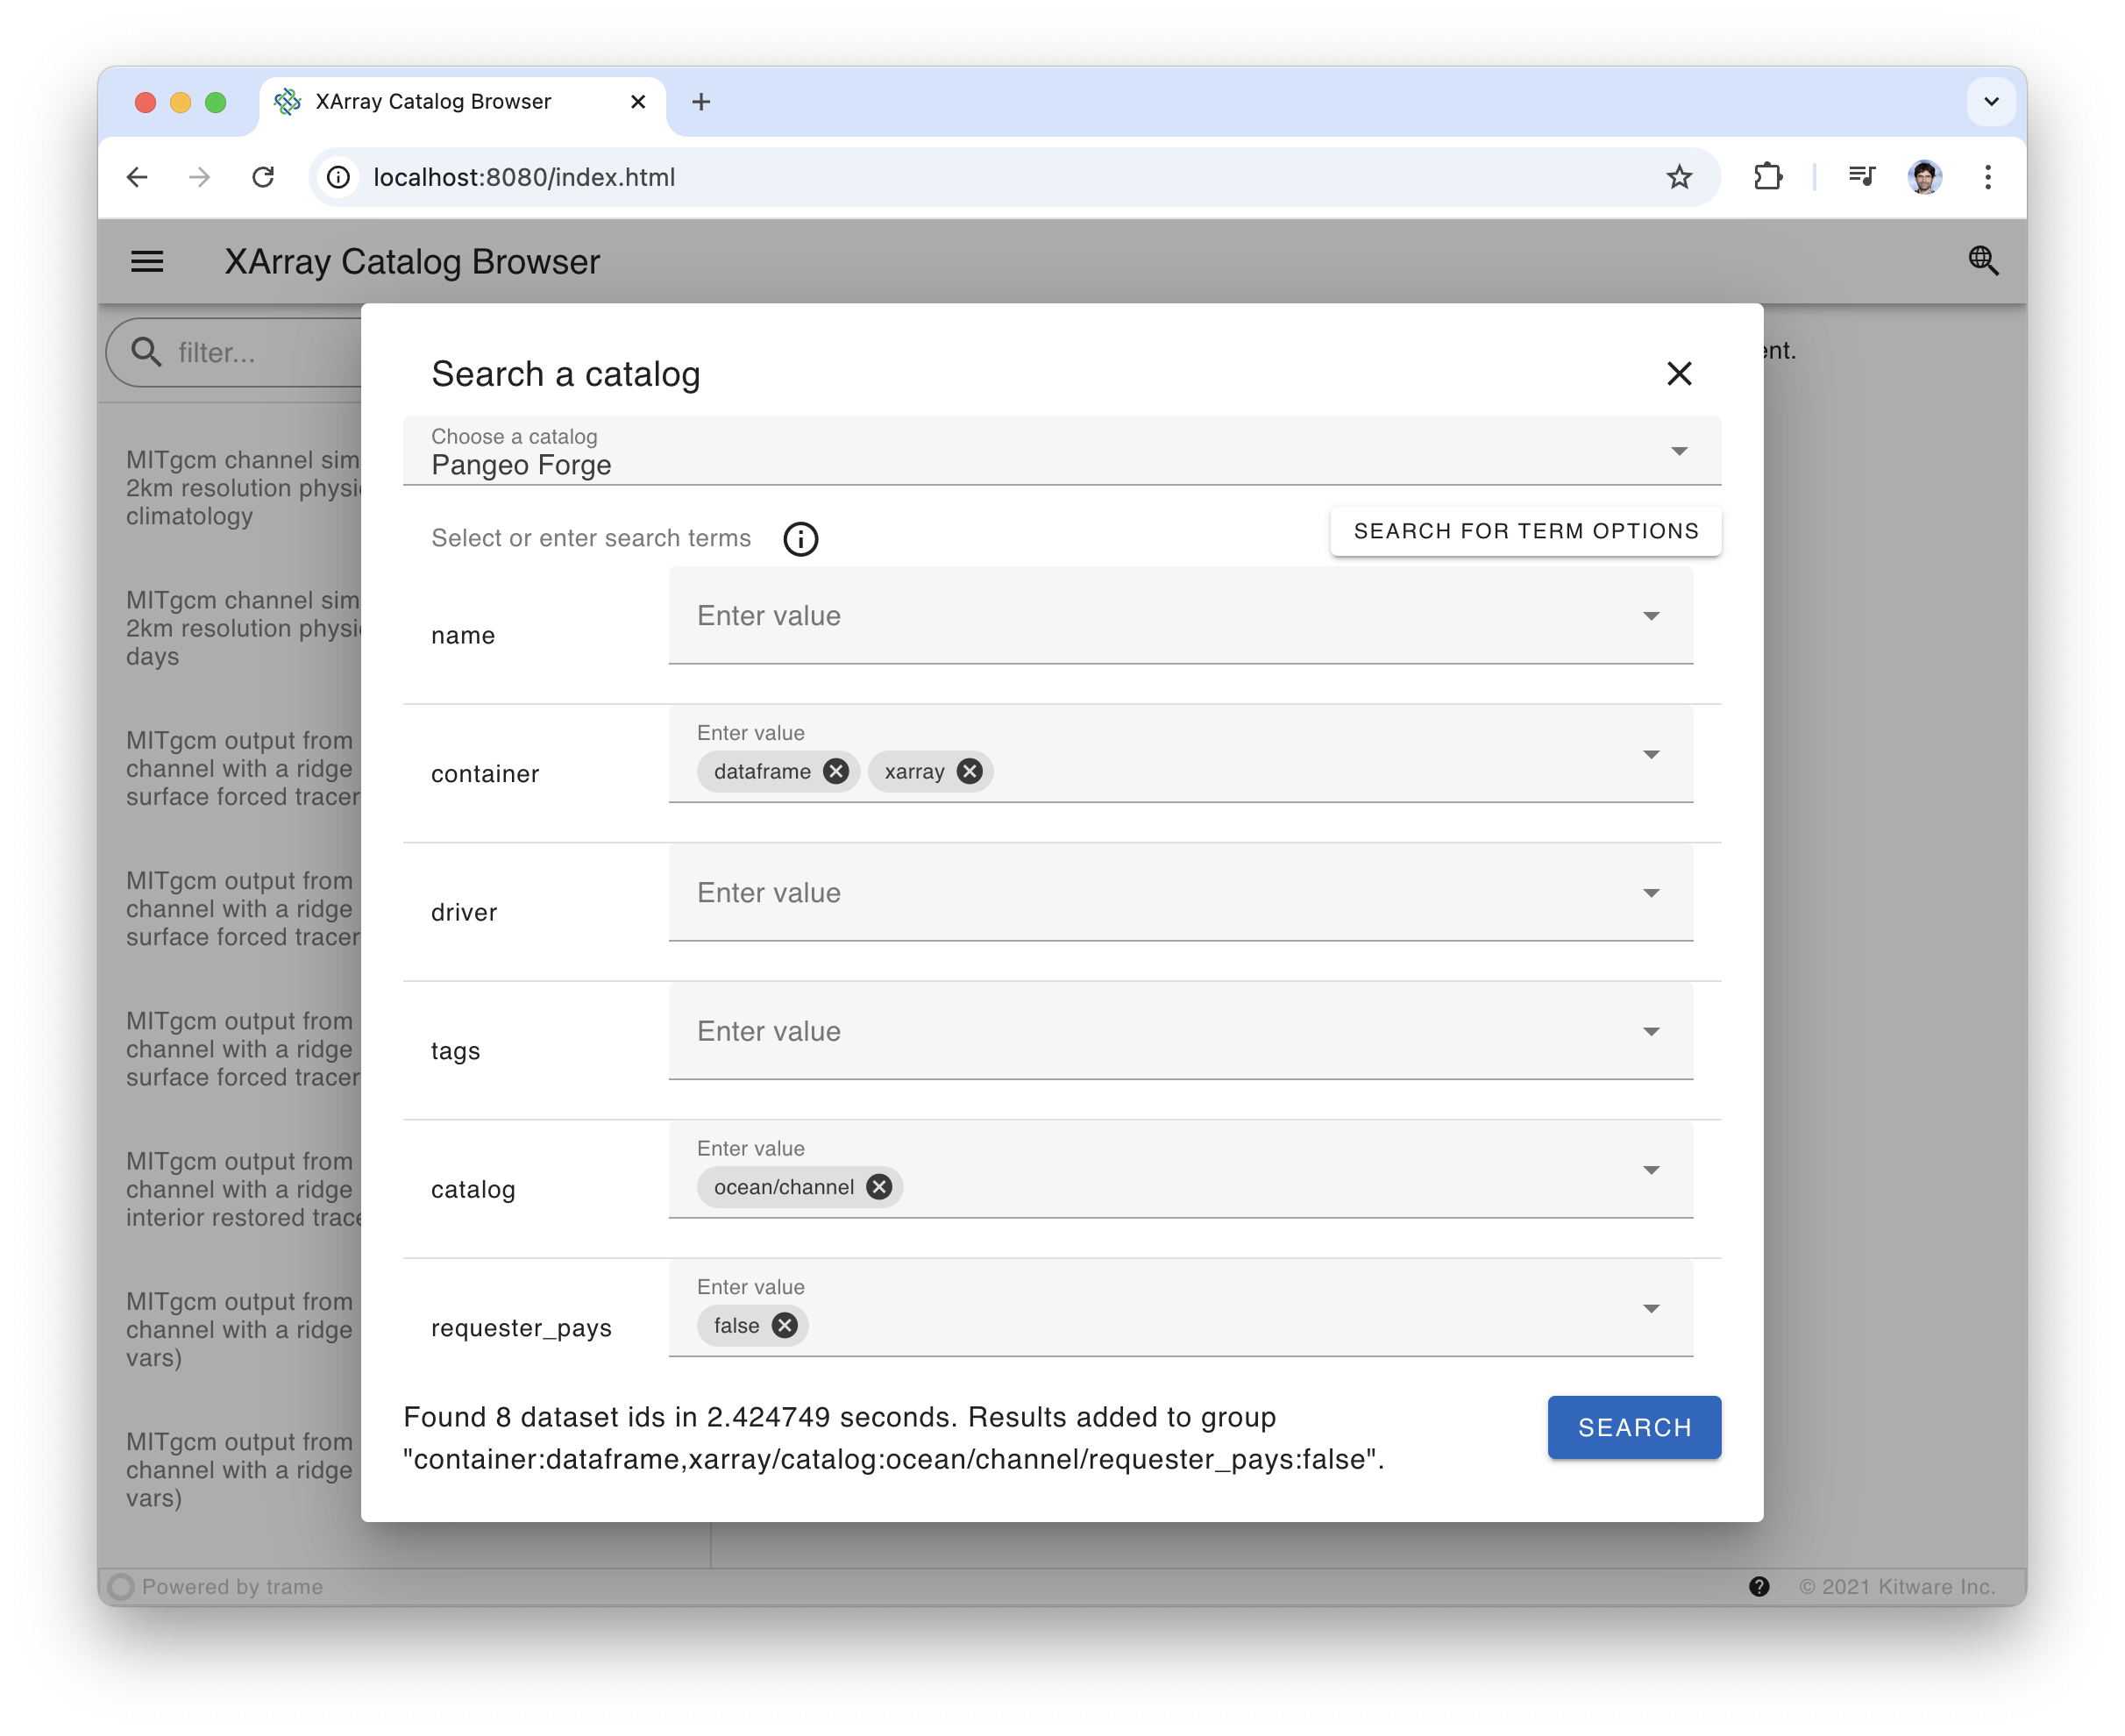 XArray Catalog Browser
localhost:8080/index.html
XArray Catalog Browser
filter...
ent.
MITgcm channel sim
2km resolution physi
climatology
MITgcm channel sim
2km resolution physi
days
MITgcm output from
channel with a ridge
surface forced tracer
MITgcm output from
channel with a ridge
surface forced tracer
MITgcm output from
channel with a ridge
surface forced tracer
MITgcm output from
channel with a ridge
interior restored trace
MITgcm output from
channel with a ridge
vars)
MITgcm output from
channel with a ridge
vars)
Search a catalog
Choose a catalog
Pangeo Forge
Select or enter search terms
SEARCH FOR TERM OPTIONS
name
Enter value
container
Enter value
dataframe xarray
driver
Enter value
tags
Enter value
catalog
Enter value
ocean/channel
requester_pays
Enter value
false
Found 8 dataset ids in 2.424749 seconds. Results added to group
"container:dataframe,xarray/catalog:ocean/channel/requester_pays:false".
SEARCH
Powered by trame
© 2021 Kitware Inc.